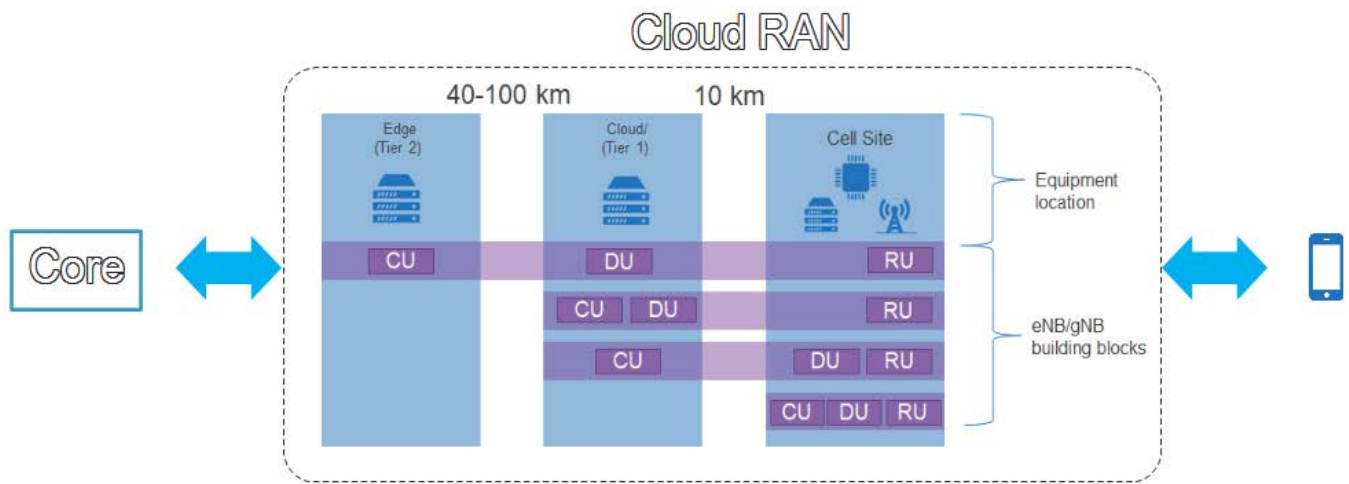 Cloud RAN
40-100 km
10 km
Edge
(Tier 2)
Cloud/
(Tier 1)
Cell Site
Equipment
location
Core
CU
DU
RU
CU
DU
RU
CU
DU
RU
CU
DU
RU
eNB/gNB
building blocks